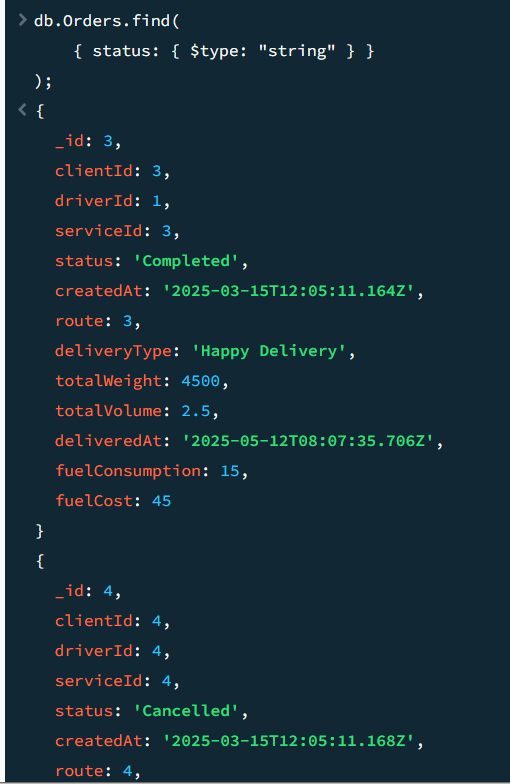 > db.Orders.find(
{ status: { $type: "string" } }
);
< {
_id: 3,
clientId: 3,
driverId: 1,
serviceId: 3,
status: 'Completed',
createdAt: '2025-03-15T12:05:11.164Z',
route: 3,
deliveryType: 'Happy Delivery',
totalWeight: 4500,
totalVolume: 2.5,
deliveredAt: '2025-05-12T08:07:35.706Z',
fuelConsumption: 15,
fuelCost: 45
}
{
_id: 4,
clientId: 4,
driverId: 4,
serviceId: 4,
status: 'Cancelled',
createdAt: '2025-03-15T12:05:11.168Z',
route: 4,